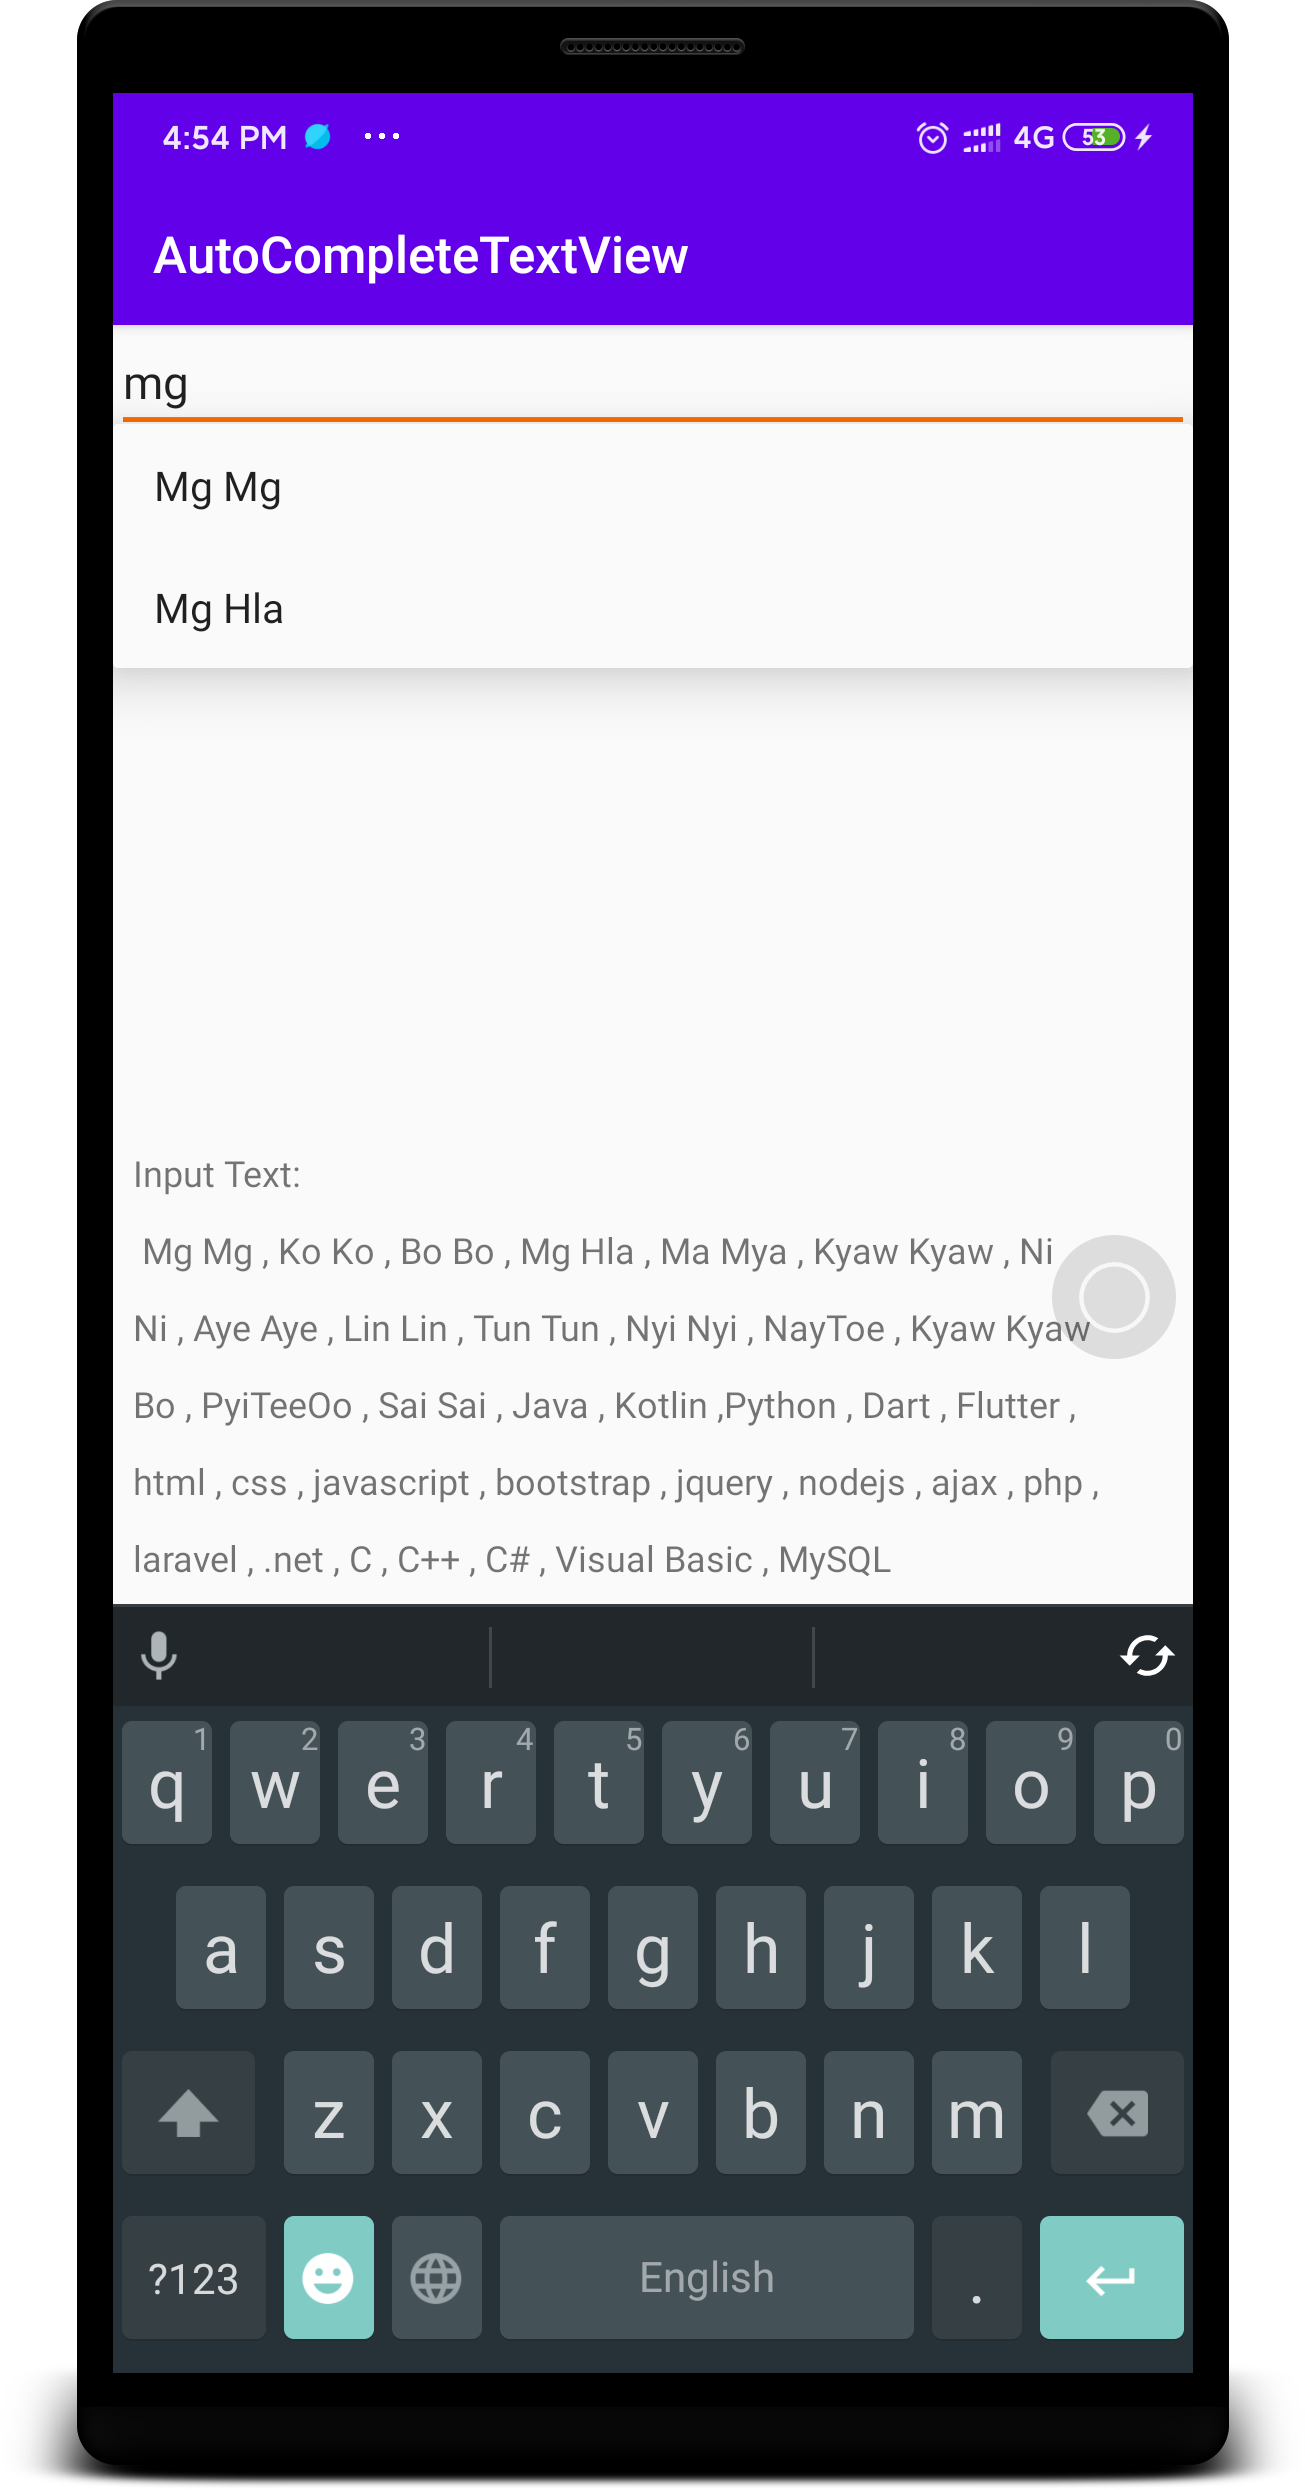 4:54 PM ... 4G 53
AutoCompleteTextView
mg
Mg Mg
Mg Hla
Input Text:
Mg Mg , Ko Ko , Bo Bo , Mg Hla , Ma Mya , Kyaw Kyaw , Ni
Ni , Aye Aye , Lin Lin , Tun Tun , Nyi Nyi , NayToe , Kyaw Kyaw
Bo , PyiTeeOo , Sai Sai , Java , Kotlin ,Python , Dart , Flutter ,
html , css , javascript , bootstrap , jquery , nodejs , ajax , php ,
laravel , .net , C , C++ , C# , Visual Basic , MySQL
1 2 3 4 5 6 7 8 9 0
q w e r t y u i o p
a s d f g h j k l
z x c v b n m
?123 English .